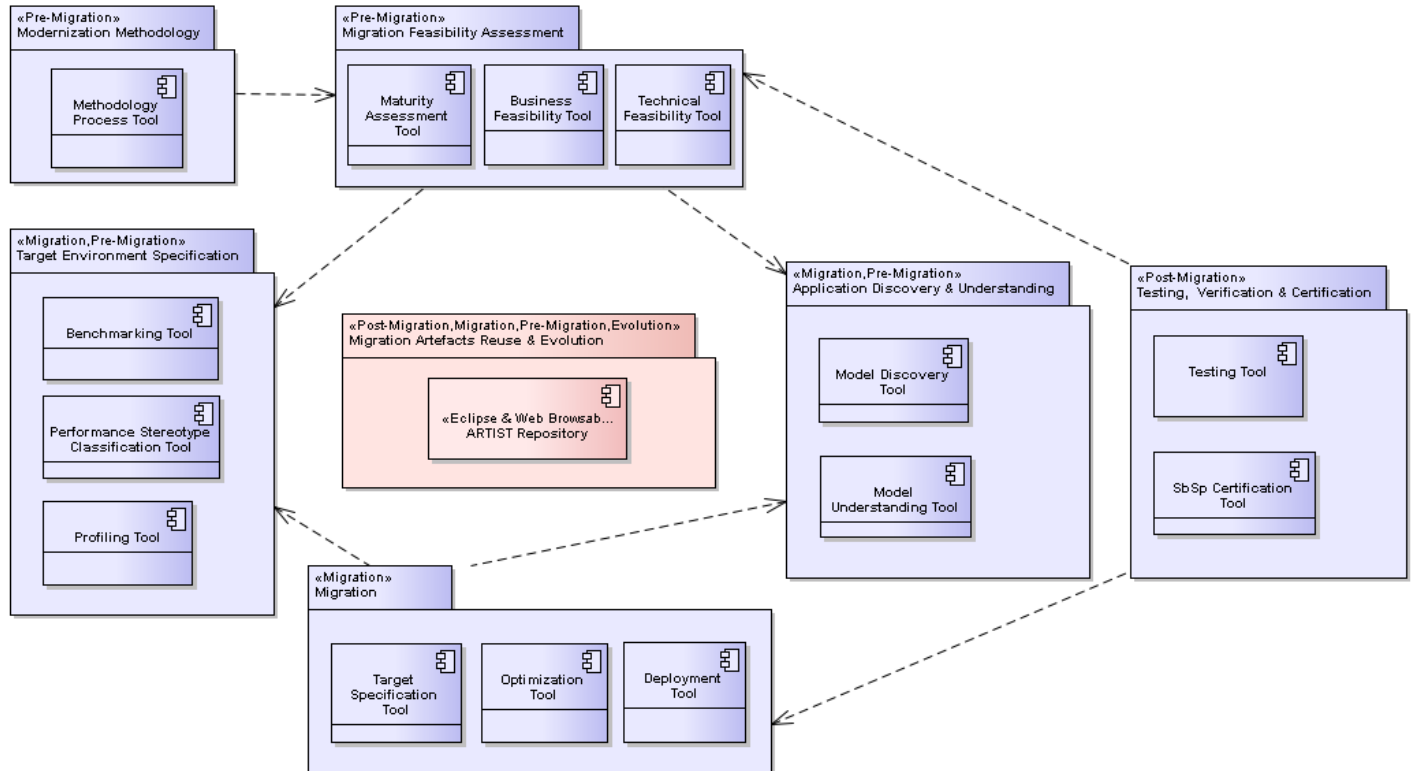 «Pre-Migration»
Modernization Methodology
Methodology
Process Tool
«Pre-Migration»
Migration Feasibility Assessment
Maturity
Assessment
Tool
Business
Feasibility Tool
Technical
Feasibility Tool
«Migration,Pre-Migration»
Target Environment Specification
Benchmarking Tool
Performance Stereotype
Classification Tool
Profiling Tool
«Post-Migration,Migration,Pre-Migration,Evolution»
Migration Artefacts Reuse & Evolution
«Eclipse & Web Browsab...
ARTIST Repository
«Migration,Pre-Migration»
Application Discovery & Understanding
Model Discovery
Tool
Model
Understanding Tool
«Post-Migration»
Testing, Verification & Certification
Testing Tool
SbSp Certification
Tool
«Migration»
Migration
Target
Specification
Tool
Optimization
Tool
Deployment
Tool